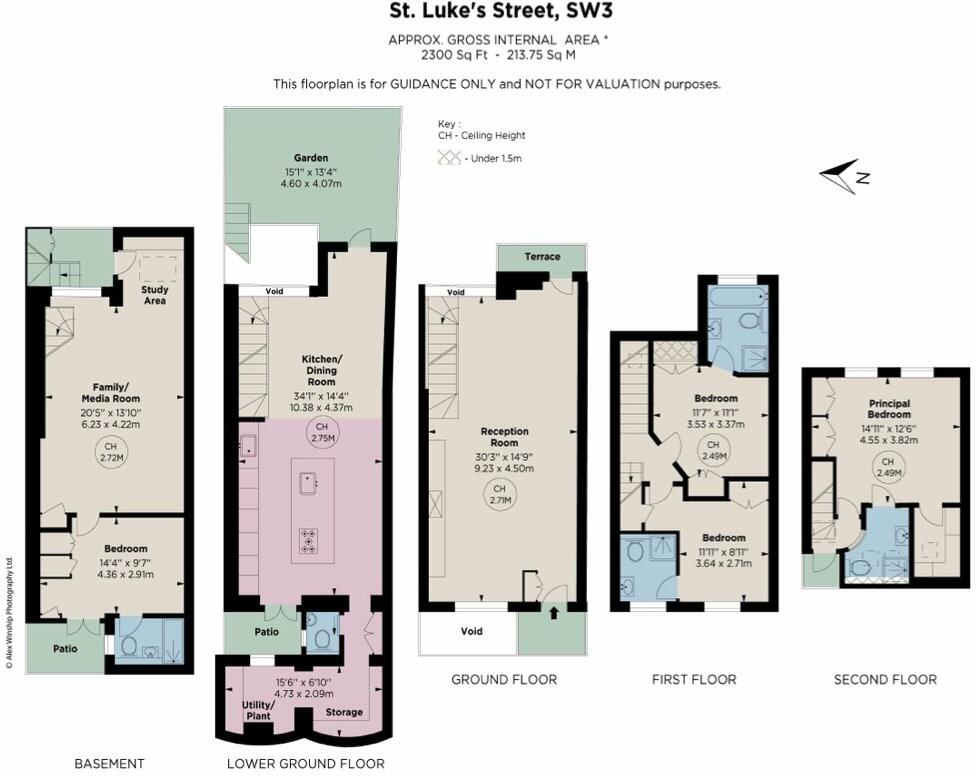 St. Luke's Street, SW3
APPROX. GROSS INTERNAL AREA *
2300 Sq Ft - 213.75 Sq M
This floorplan is for GUIDANCE ONLY and NOT FOR VALUATION purposes.
Key :
CH - Ceiling Height
- Under 1.5m
N
Study
Area
Family/
Media Room
20'5" x 13'10"
6.23 x 4.22m
CH
2.72M
Bedroom
14'4" x 9'7"
4.36 x 2.91m
Patio
BASEMENT
Garden
15'1" x 13'4"
4.60 x 4.07m
Void
Kitchen/
Dining
Room
34'1" x 14'4"
10.38 x 4.37m
CH
2.75M
Patio
15'6" x 6'10"
4.73 x 2.09m
Utility/
Plant
Storage
LOWER GROUND FLOOR
Terrace
Void
Reception
Room
30'3" x 14'9"
9.23 x 4.50m
CH
2.71M
Void
GROUND FLOOR
Bedroom
11'7" x 11'1"
3.53 x 3.37m
CH
2.49M
Bedroom
11'11" x 8'11"
3.64 x 2.71m
FIRST FLOOR
Principal
Bedroom
14'11" x 12'6"
4.55 x 3.82m
CH
2.49M
SECOND FLOOR
© Alex Winship Photography Ltd.